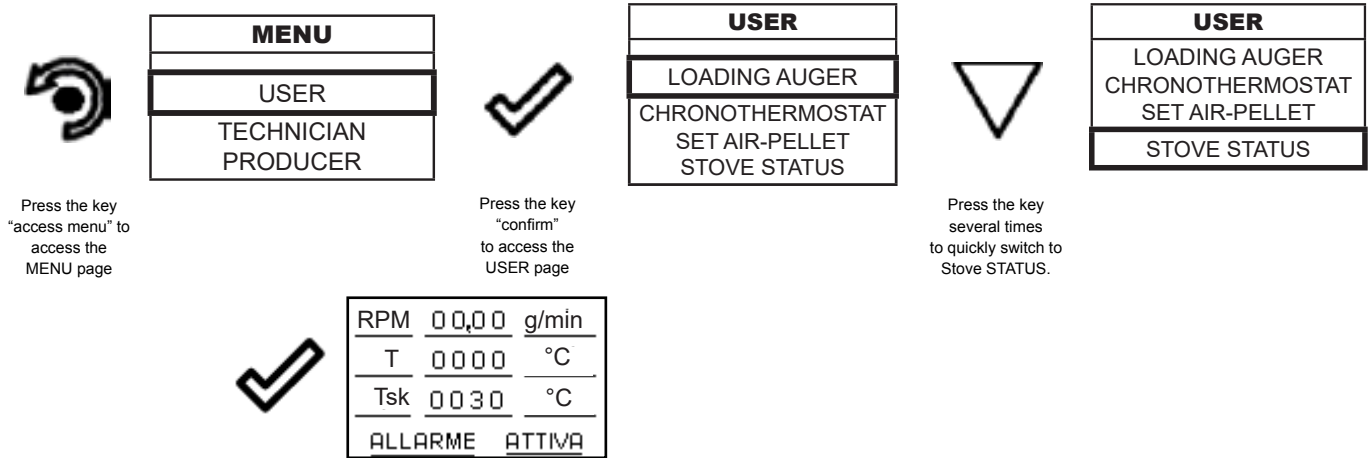 MENU
USER
TECHNICIAN
PRODUCER
Press the key
“access menu” to
access the
MENU page
Press the key
“confirm”
to access the
USER page
USER
LOADING AUGER
CHRONOTHERMOSTAT
SET AIR-PELLET
STOVE STATUS
Press the key
several times
to quickly switch to
Stove STATUS.
USER
LOADING AUGER
CHRONOTHERMOSTAT
SET AIR-PELLET
STOVE STATUS
RPM 00,00 g/min
T 0000 °C
Tsk 0030 °C
ALLARME ATTIVA